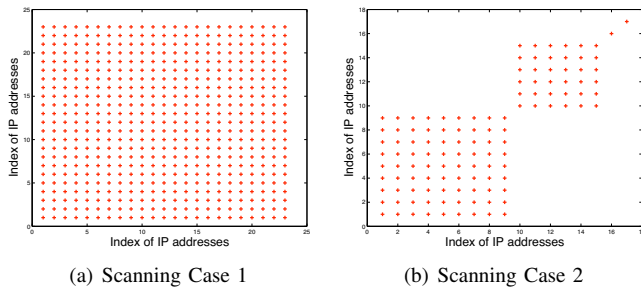 25
20
15
10
5
0
0 5 10 15 20 25
Index of IP addresses
Index of IP addresses
(a) Scanning Case 1
18
16
14
12
10
8
6
4
2
0
0 2 4 6 8 10 12 14 16 18
Index of IP addresses
Index of IP addresses
(b) Scanning Case 2